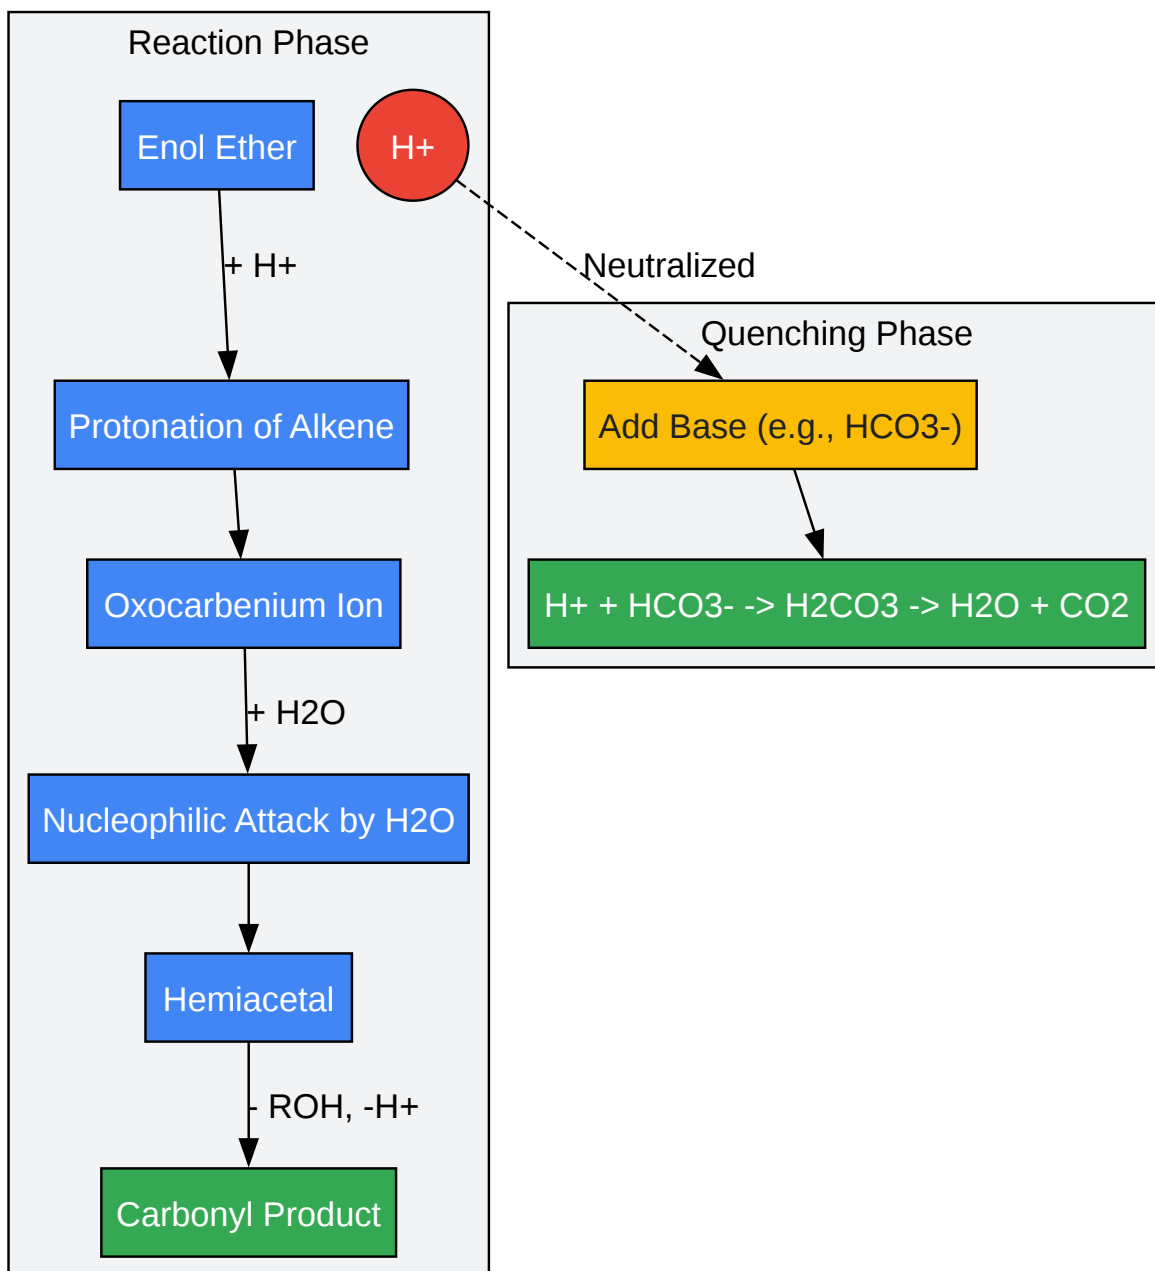 Reaction Phase
Enol Ether
H+
+ H+
Neutralized
Quenching Phase
Protonation of Alkene
Add Base (e.g., HCO3-)
Oxocarbenium Ion
H+ + HCO3- -> H2CO3 -> H2O + CO2
+ H2O
Nucleophilic Attack by H2O
Hemiacetal
- ROH, -H+
Carbonyl Product